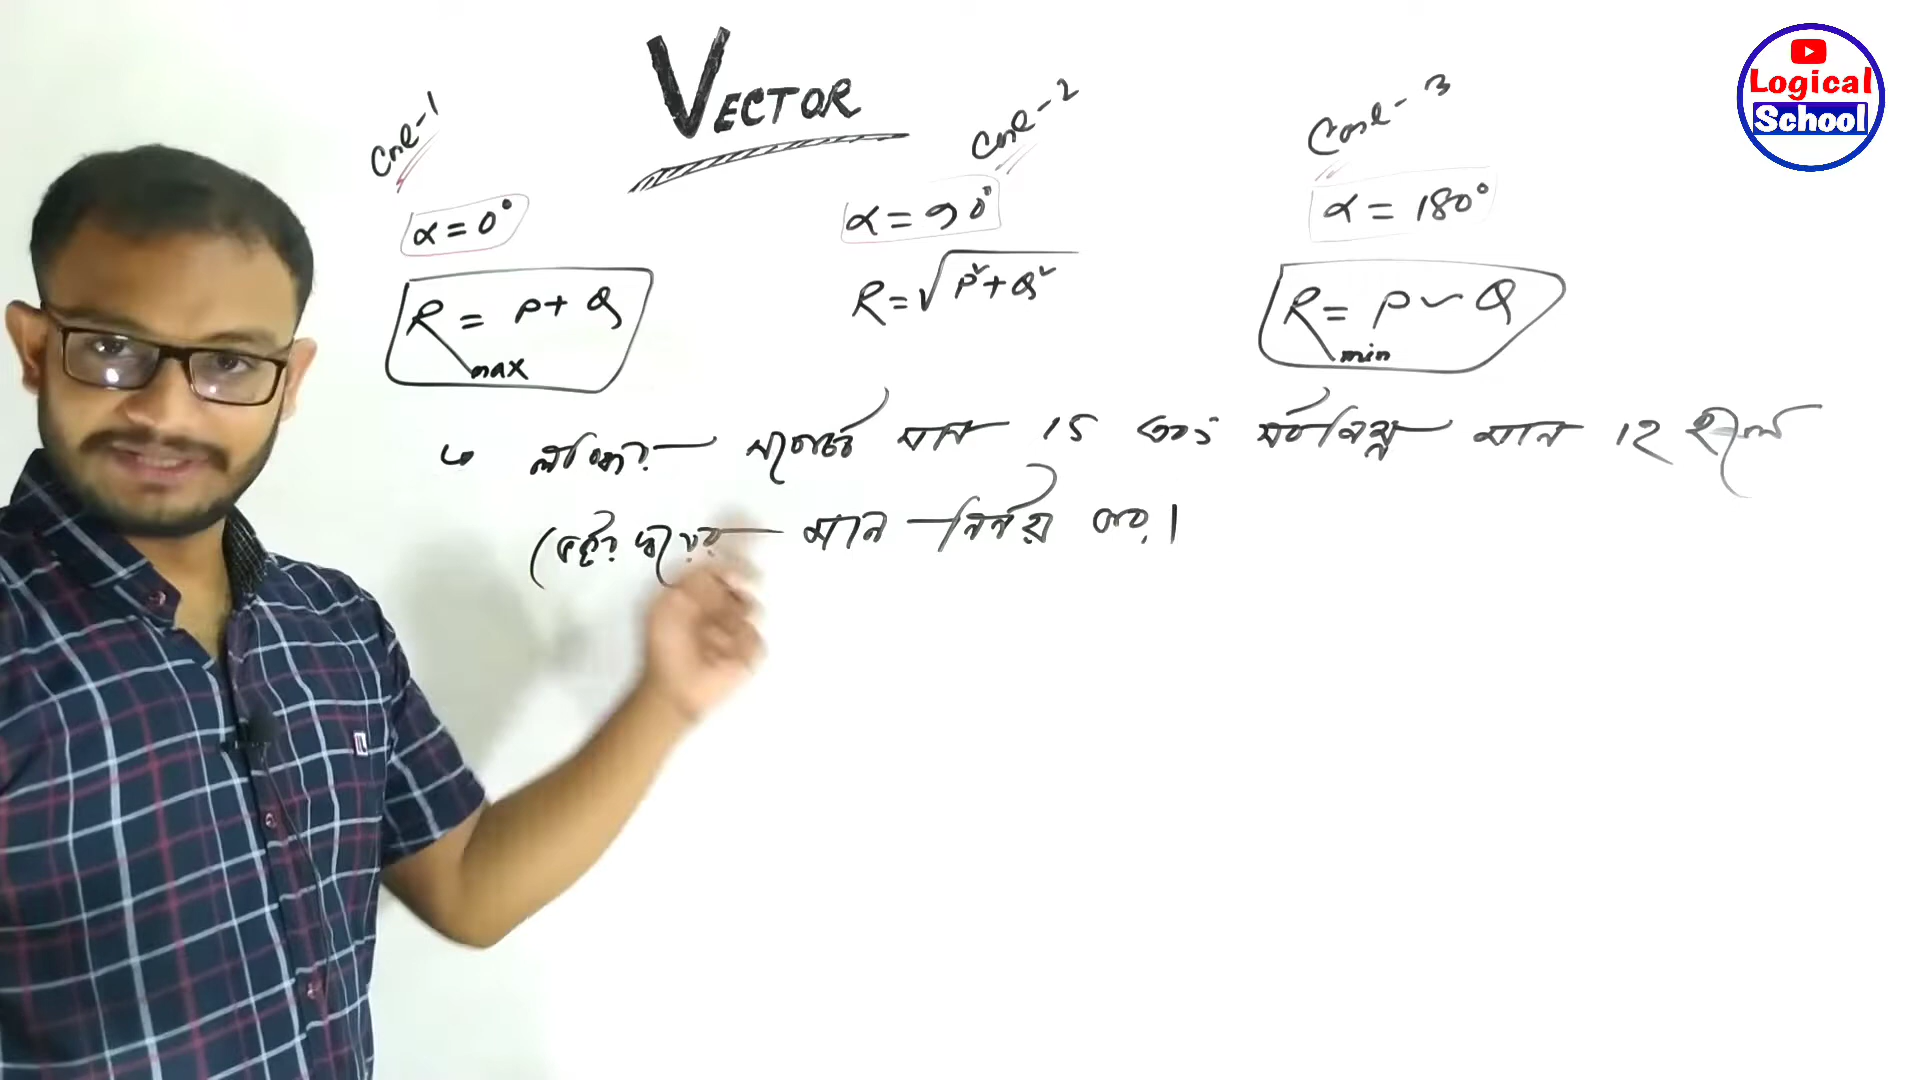 VECTOR
Logical
School
Case-1
Case-2
Case-3
α = 0°
α = 90°
α = 180°
R = P + Q
max
R = √P²+Q²
R = P ~ Q
min
লব্ধির সর্বোচ্চ মান 15 এবং সর্বনিম্ন মান 12 হলে
ভেক্টর দ্বয়ের মান নির্ণয় কর।